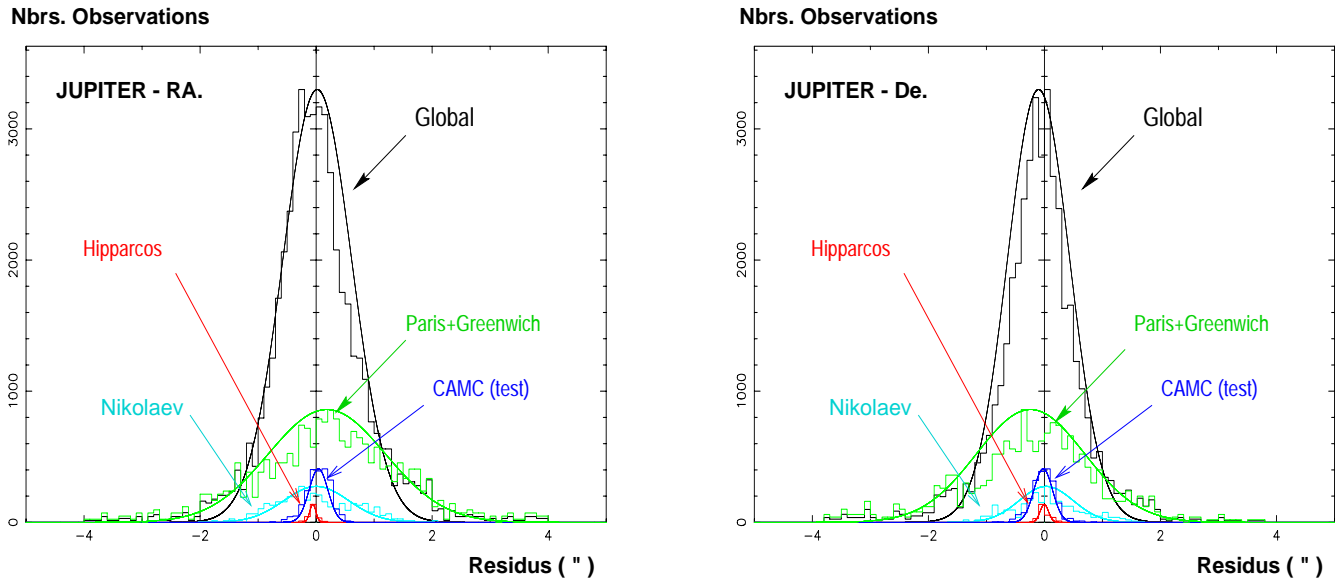 Nbrs. Observations
JUPITER - RA.
Global
Hipparcos
Paris+Greenwich
CAMC (test)
Nikolaev
3000
2000
1000
0
−4
−2
0
2
4
Residus ( " )
Nbrs. Observations
JUPITER - De.
Global
Hipparcos
Paris+Greenwich
CAMC (test)
Nikolaev
3000
2000
1000
0
−4
−2
0
2
4
Residus ( " )